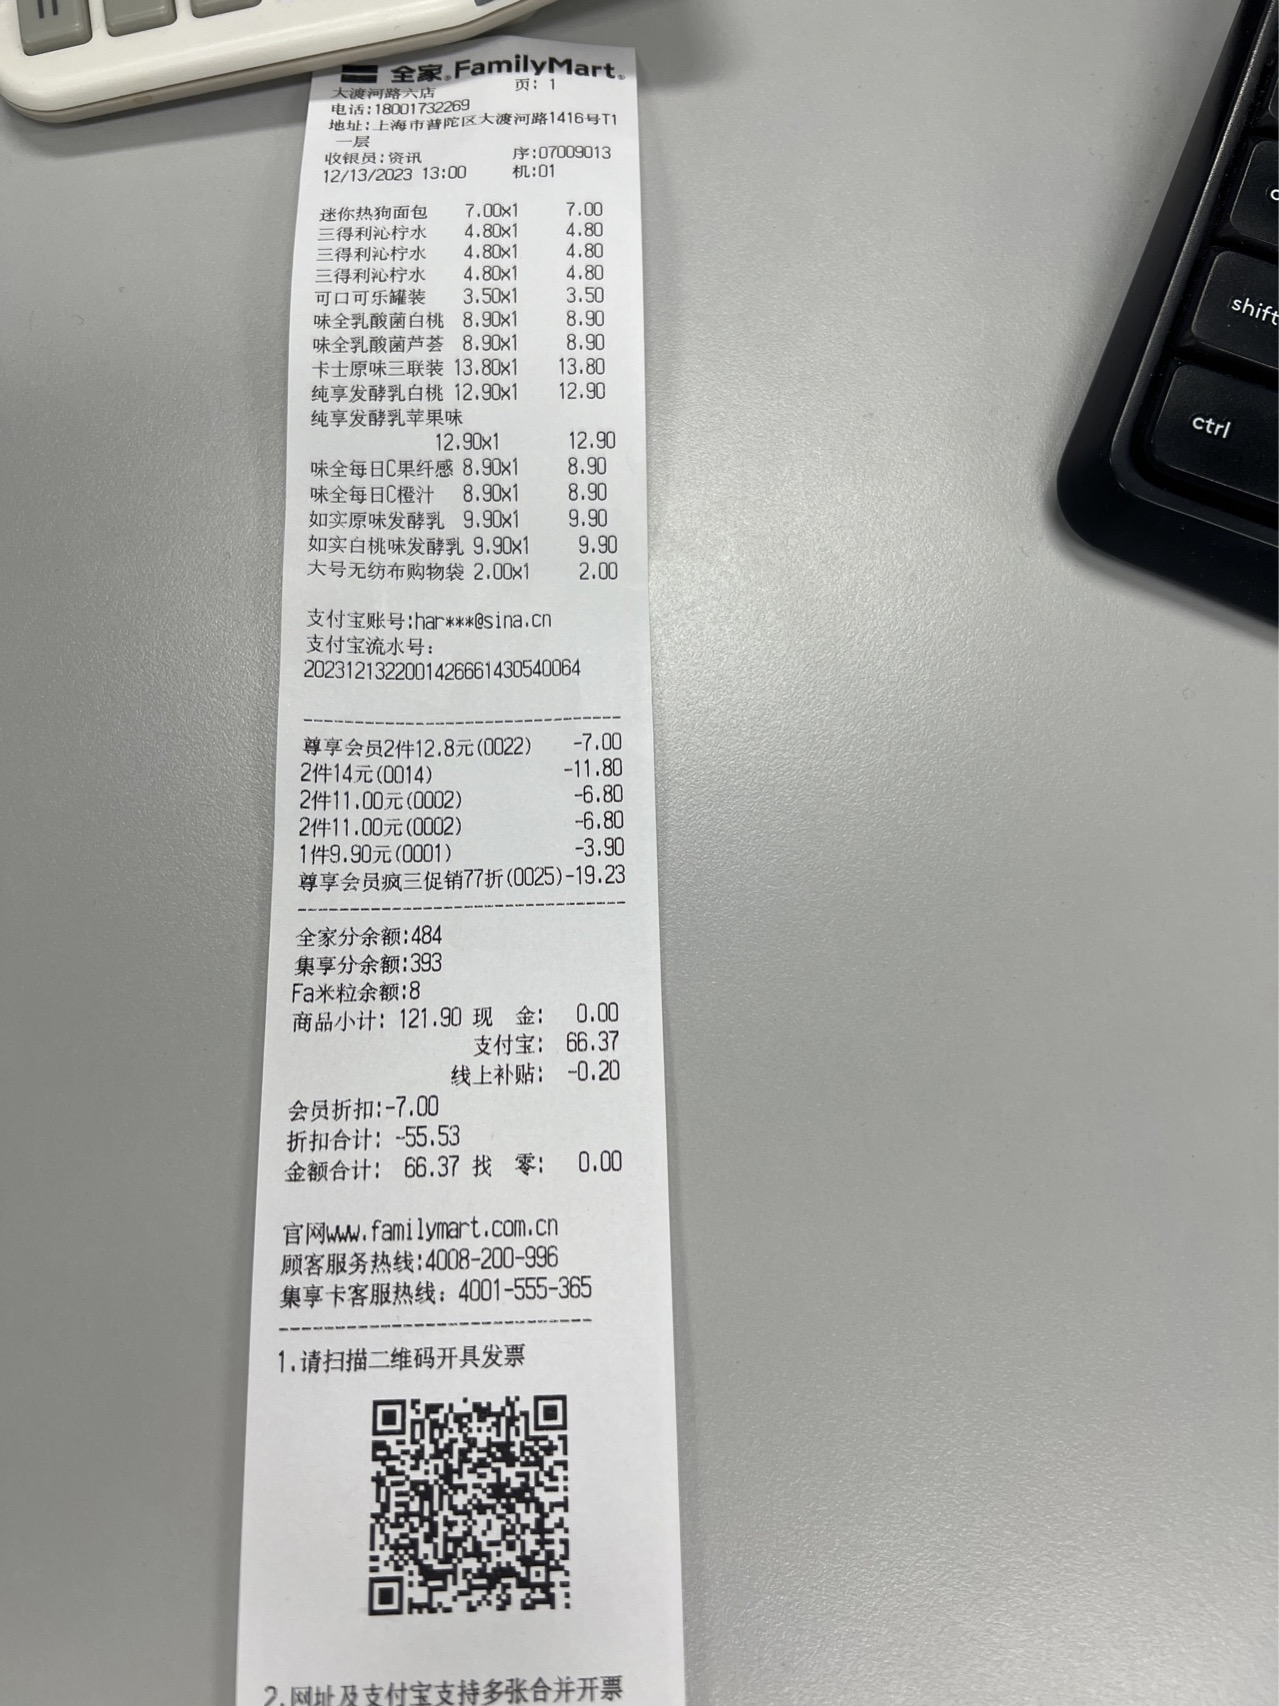 全家®FamilyMart®
大渡河路六店 页: 1
电话:18001732269
地址:上海市普陀区大渡河路1416号T1
一层
收银员:资讯 序:07009013
12/13/2023 13:00 机:01
迷你热狗面包 7.00x1 7.00
三得利沁柠水 4.80x1 4.80
三得利沁柠水 4.80x1 4.80
三得利沁柠水 4.80x1 4.80
可口可乐罐装 3.50x1 3.50
味全乳酸菌白桃 8.90x1 8.90
味全乳酸菌芦荟 8.90x1 8.90
卡士原味三联装 13.80x1 13.80
纯享发酵乳白桃 12.90x1 12.90
纯享发酵乳苹果味
12.90x1 12.90
味全每日C果纤感 8.90x1 8.90
味全每日C橙汁 8.90x1 8.90
如实原味发酵乳 9.90x1 9.90
如实白桃味发酵乳 9.90x1 9.90
大号无纺布购物袋 2.00x1 2.00
支付宝账号:har***@sina.cn
支付宝流水号:
2023121322001426661430540064
尊享会员2件12.8元(0022) -7.00
2件14元(0014) -11.80
2件11.00元(0002) -6.80
2件11.00元(0002) -6.80
1件9.90元(0001) -3.90
尊享会员疯三促销77折(0025)-19.23
全家分余额:484
集享分余额:393
Fa米粒余额:8
商品小计: 121.90 现 金: 0.00
支付宝: 66.37
线上补贴: -0.20
会员折扣:-7.00
折扣合计: -55.53
金额合计: 66.37 找 零: 0.00
官网www.familymart.com.cn
顾客服务热线:4008-200-996
集享卡客服热线: 4001-555-365
1.请扫描二维码开具发票
2.网址及支付宝支持多张合并开票
shift
ctrl